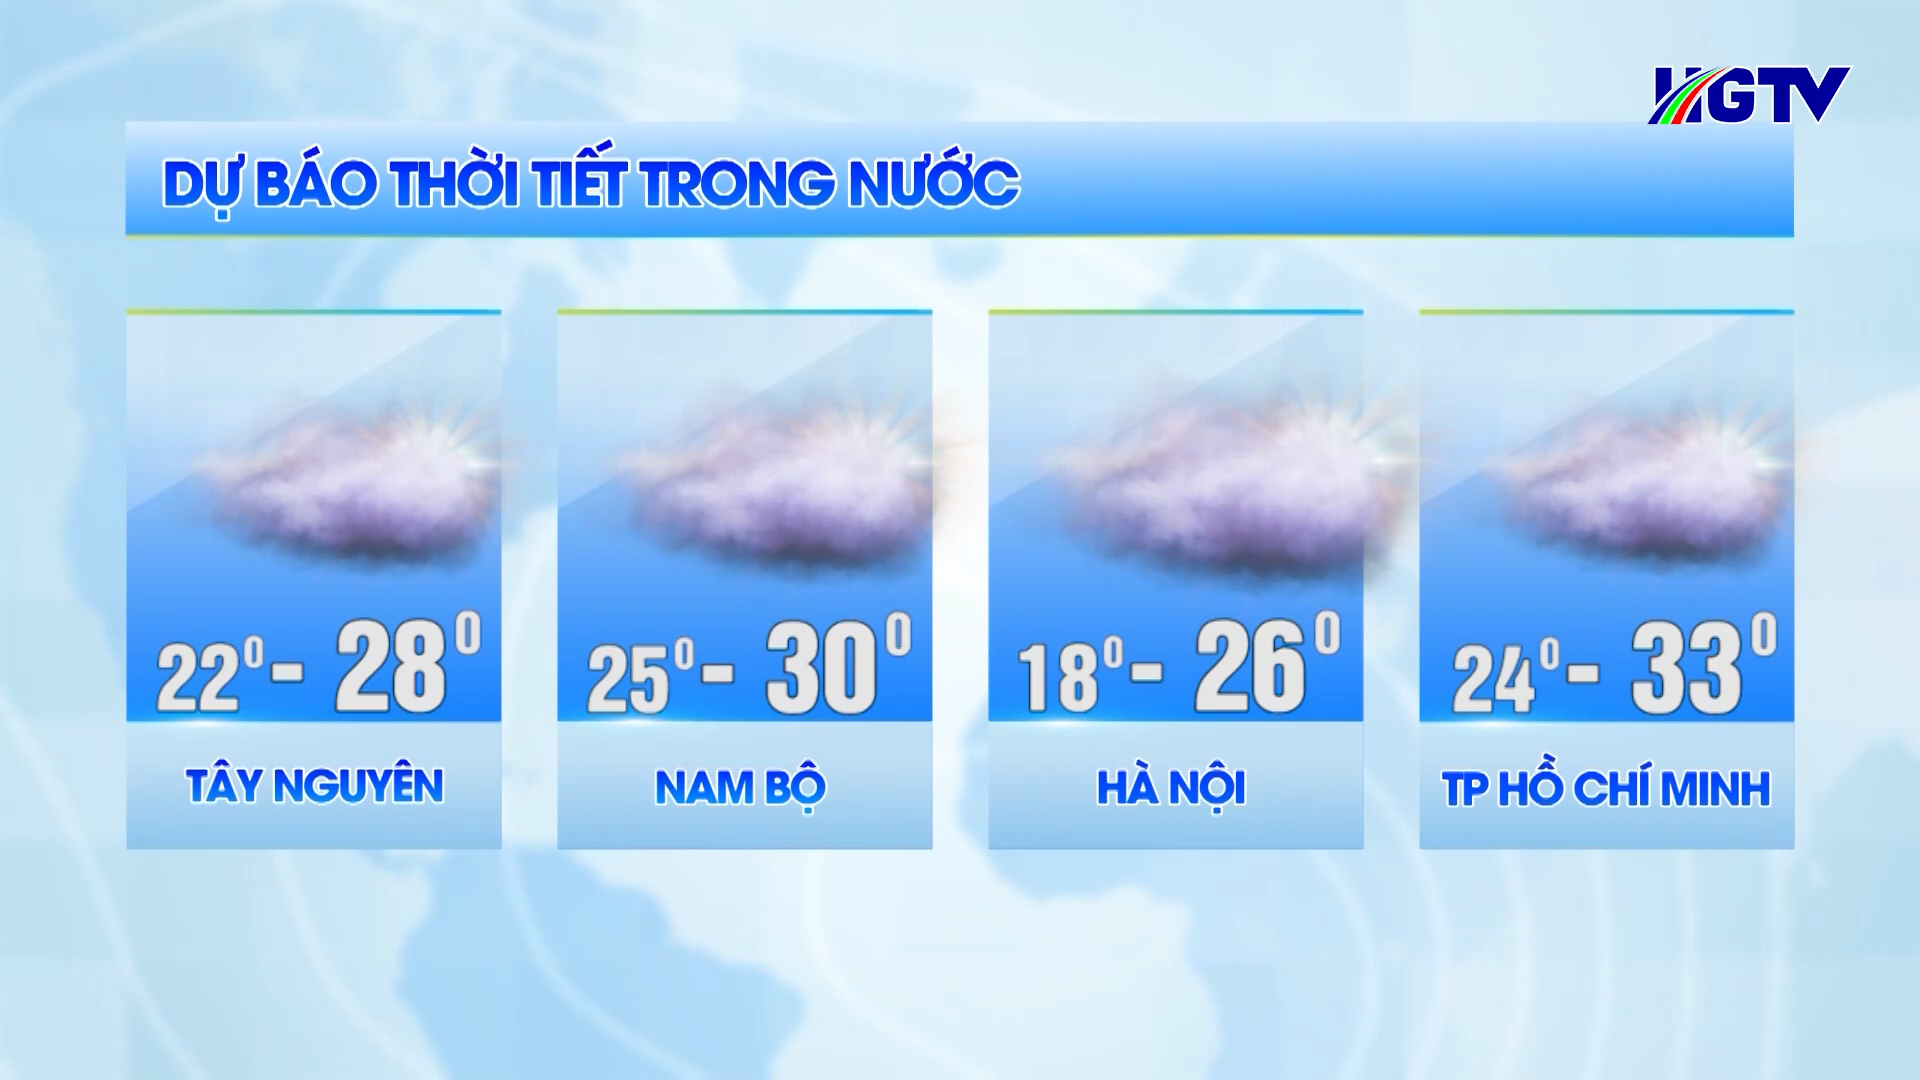 HGTV
DỰ BÁO THỜI TIẾT TRONG NƯỚC
22⁰- 28⁰
TÂY NGUYÊN
25⁰- 30⁰
NAM BỘ
18⁰- 26⁰
HÀ NỘI
24⁰- 33⁰
TP HỒ CHÍ MINH